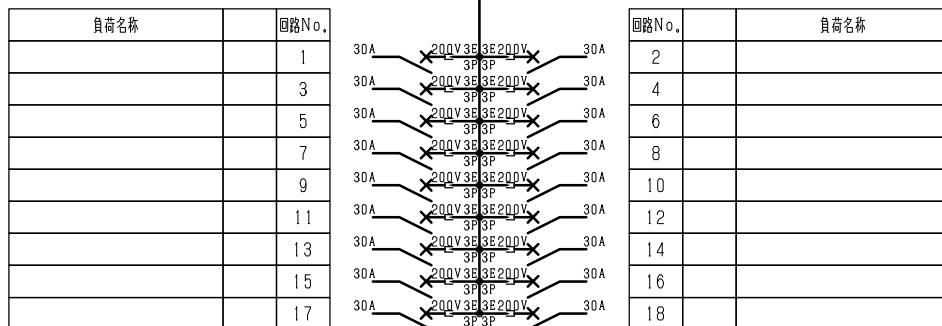 負荷名称 回路No. 回路No. 負荷名称
1 30A 200V 3E 3E 200V 30A 2
3P 3P
3 30A 200V 3E 3E 200V 30A 4
3P 3P
5 30A 200V 3E 3E 200V 30A 6
3P 3P
7 30A 200V 3E 3E 200V 30A 8
3P 3P
9 30A 200V 3E 3E 200V 30A 10
3P 3P
11 30A 200V 3E 3E 200V 30A 12
3P 3P
13 30A 200V 3E 3E 200V 30A 14
3P 3P
15 30A 200V 3E 3E 200V 30A 16
3P 3P
17 30A 200V 3E 3E 200V 30A 18
3P 3P